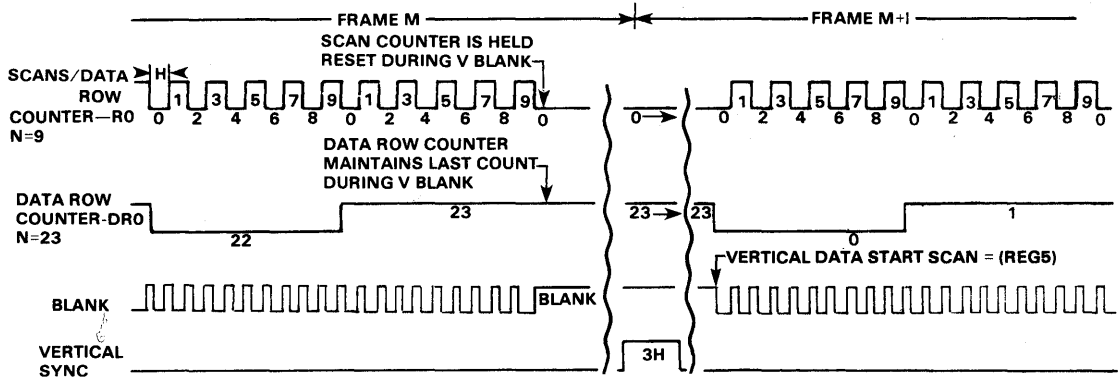 FRAME M
FRAME M+1
SCAN COUNTER IS HELD
RESET DURING V BLANK
SCANS/DATA
ROW
COUNTER—R0
N=9
H
1 3 5 7 9 1 3 5 7 9
0 2 4 6 8 0 2 4 6 8 0
0
1 3 5 7 9 1 3 5 7 9
0 2 4 6 8 0 2 4 6 8 0
DATA ROW COUNTER
MAINTAINS LAST COUNT
DURING V BLANK
DATA ROW
COUNTER-DR0
N=23
22
23
23
23
0
1
VERTICAL DATA START SCAN = (REG5)
BLANK
BLANK
VERTICAL
SYNC
3H